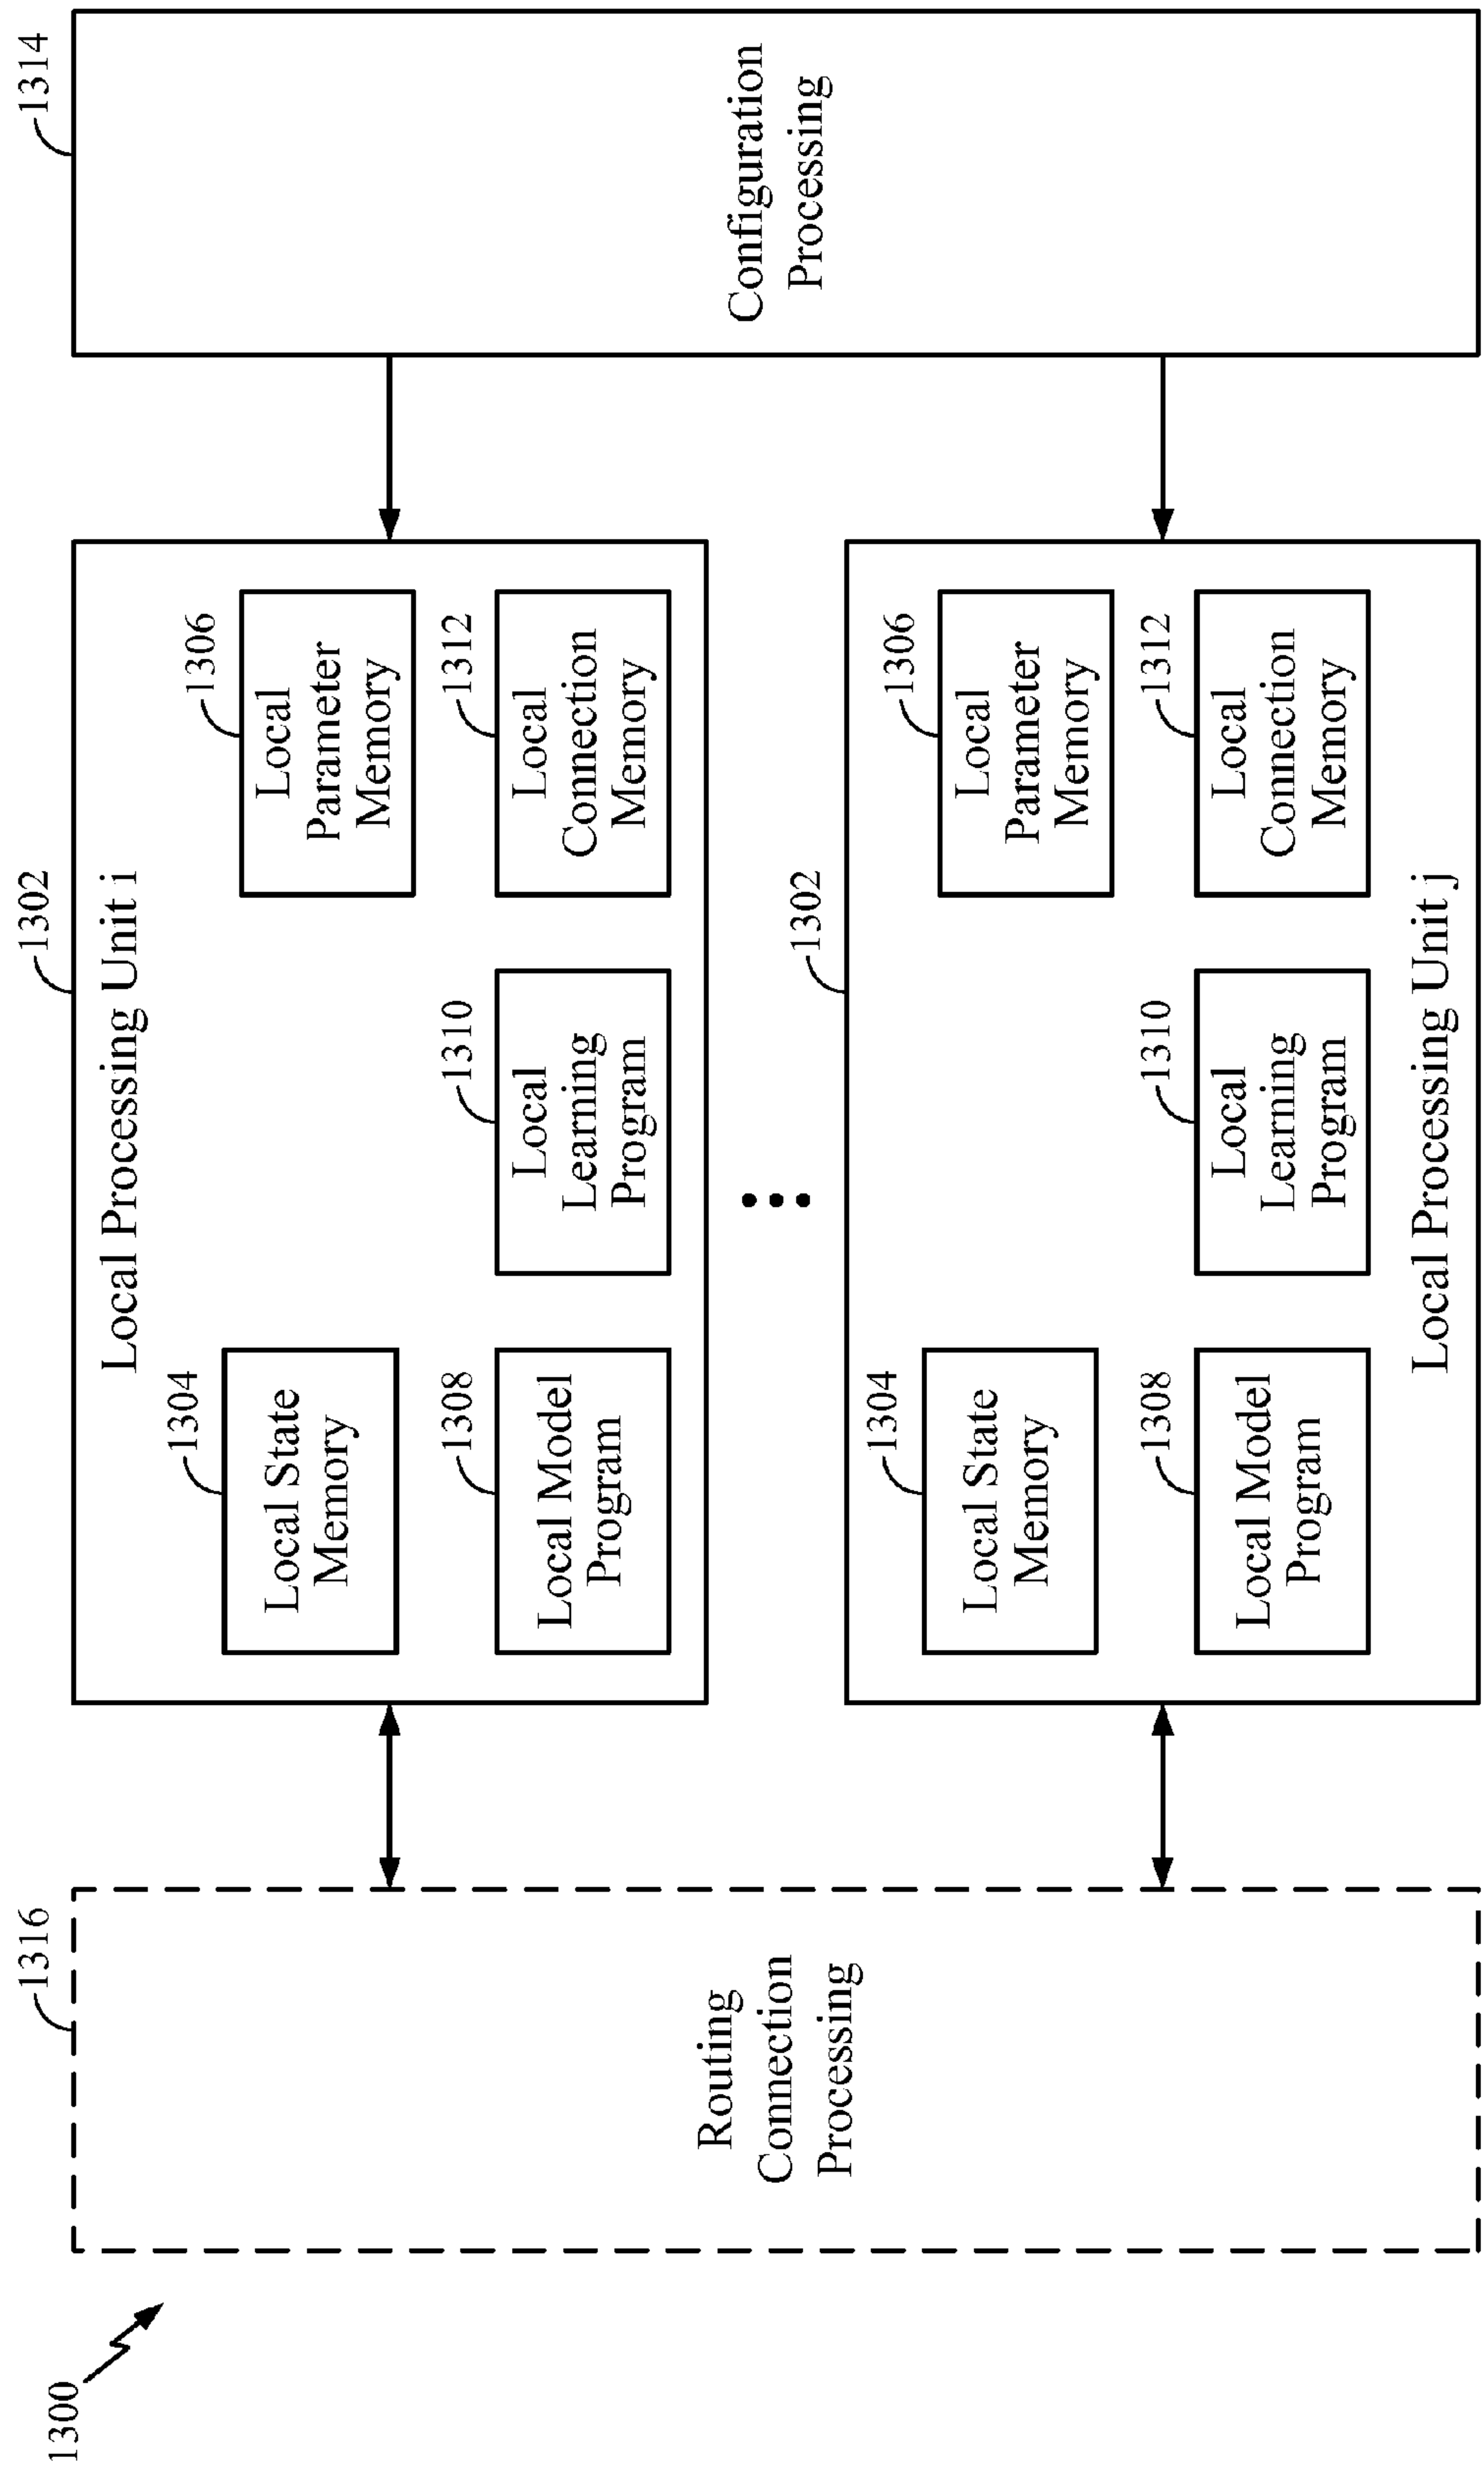 1300
1316
Routing
Connection
Processing
1302
Local Processing Unit i
1304
Local State
Memory
1306
Local
Parameter
Memory
1308
Local Model
Program
1310
Local
Learning
Program
1312
Local
Connection
Memory
1302
1304
Local State
Memory
1306
Local
Parameter
Memory
1308
Local Model
Program
1310
Local
Learning
Program
1312
Local
Connection
Memory
Local Processing Unit j
1314
Configuration
Processing